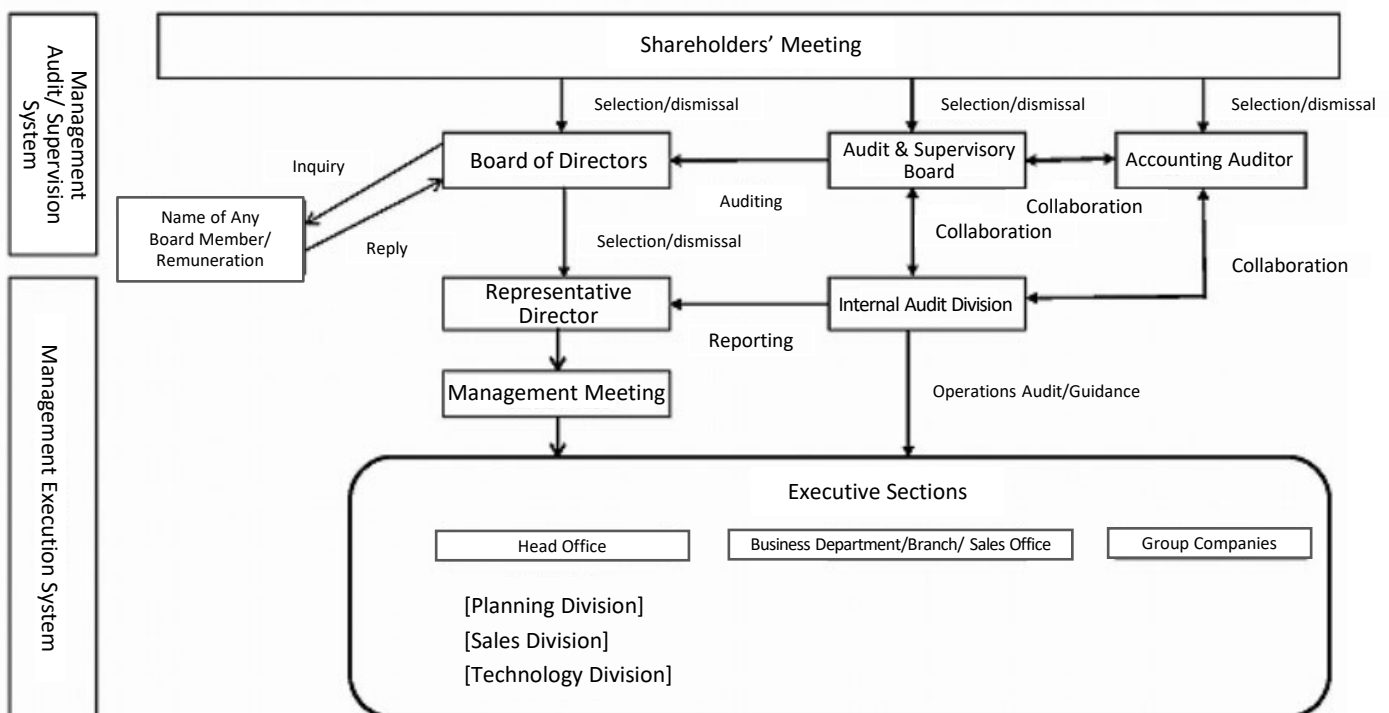 Shareholders’ Meeting
Management
Audit/ Supervision
System
Selection/dismissal
Selection/dismissal
Selection/dismissal
Board of Directors
Audit & Supervisory
Board
Accounting Auditor
Inquiry
Auditing
Collaboration
Name of Any
Board Member/
Remuneration
Reply
Selection/dismissal
Collaboration
Collaboration
Representative
Director
Internal Audit Division
Reporting
Management Meeting
Operations Audit/Guidance
Management Execution System
Executive Sections
Head Office
Business Department/Branch/ Sales Office
Group Companies
[Planning Division]
[Sales Division]
[Technology Division]